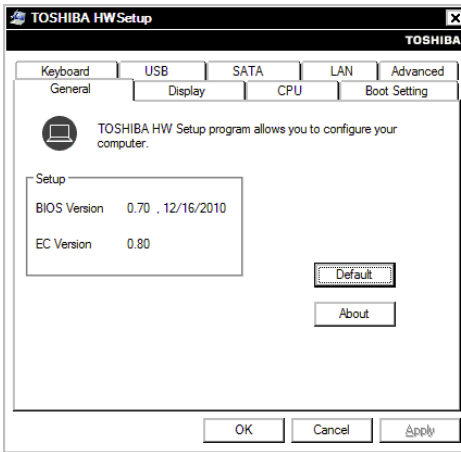 TOSHIBA HWSetup
TOSHIBA
Keyboard USB SATA LAN Advanced
General Display CPU Boot Setting
TOSHIBA HW Setup program allows you to configure your
computer.
Setup
BIOS Version 0.70 , 12/16/2010
EC Version 0.80
Default
About
OK Cancel Apply